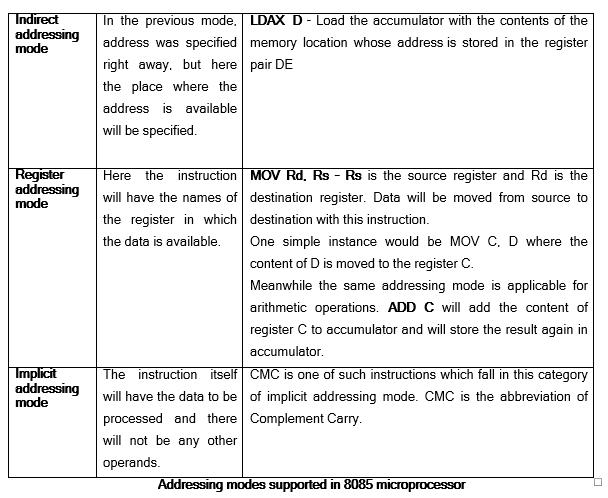 Indirect
addressing
mode
In the previous mode,
address was specified
right away, but here
the place where the
address is available
will be specified.
LDAX D - Load the accumulator with the contents of the
memory location whose address is stored in the register
pair DE
Register
addressing
mode
Here the instruction
will have the names of
the register in which
the data is available.
MOV Rd, Rs – Rs is the source register and Rd is the
destination register. Data will be moved from source to
destination with this instruction.
One simple instance would be MOV C, D where the
content of D is moved to the register C.
Meanwhile the same addressing mode is applicable for
arithmetic operations. ADD C will add the content of
register C to accumulator and will store the result again in
accumulator.
Implicit
addressing
mode
The instruction itself
will have the data to be
processed and there
will not be any other
operands.
CMC is one of such instructions which fall in this category
of implicit addressing mode. CMC is the abbreviation of
Complement Carry.
Addressing modes supported in 8085 microprocessor